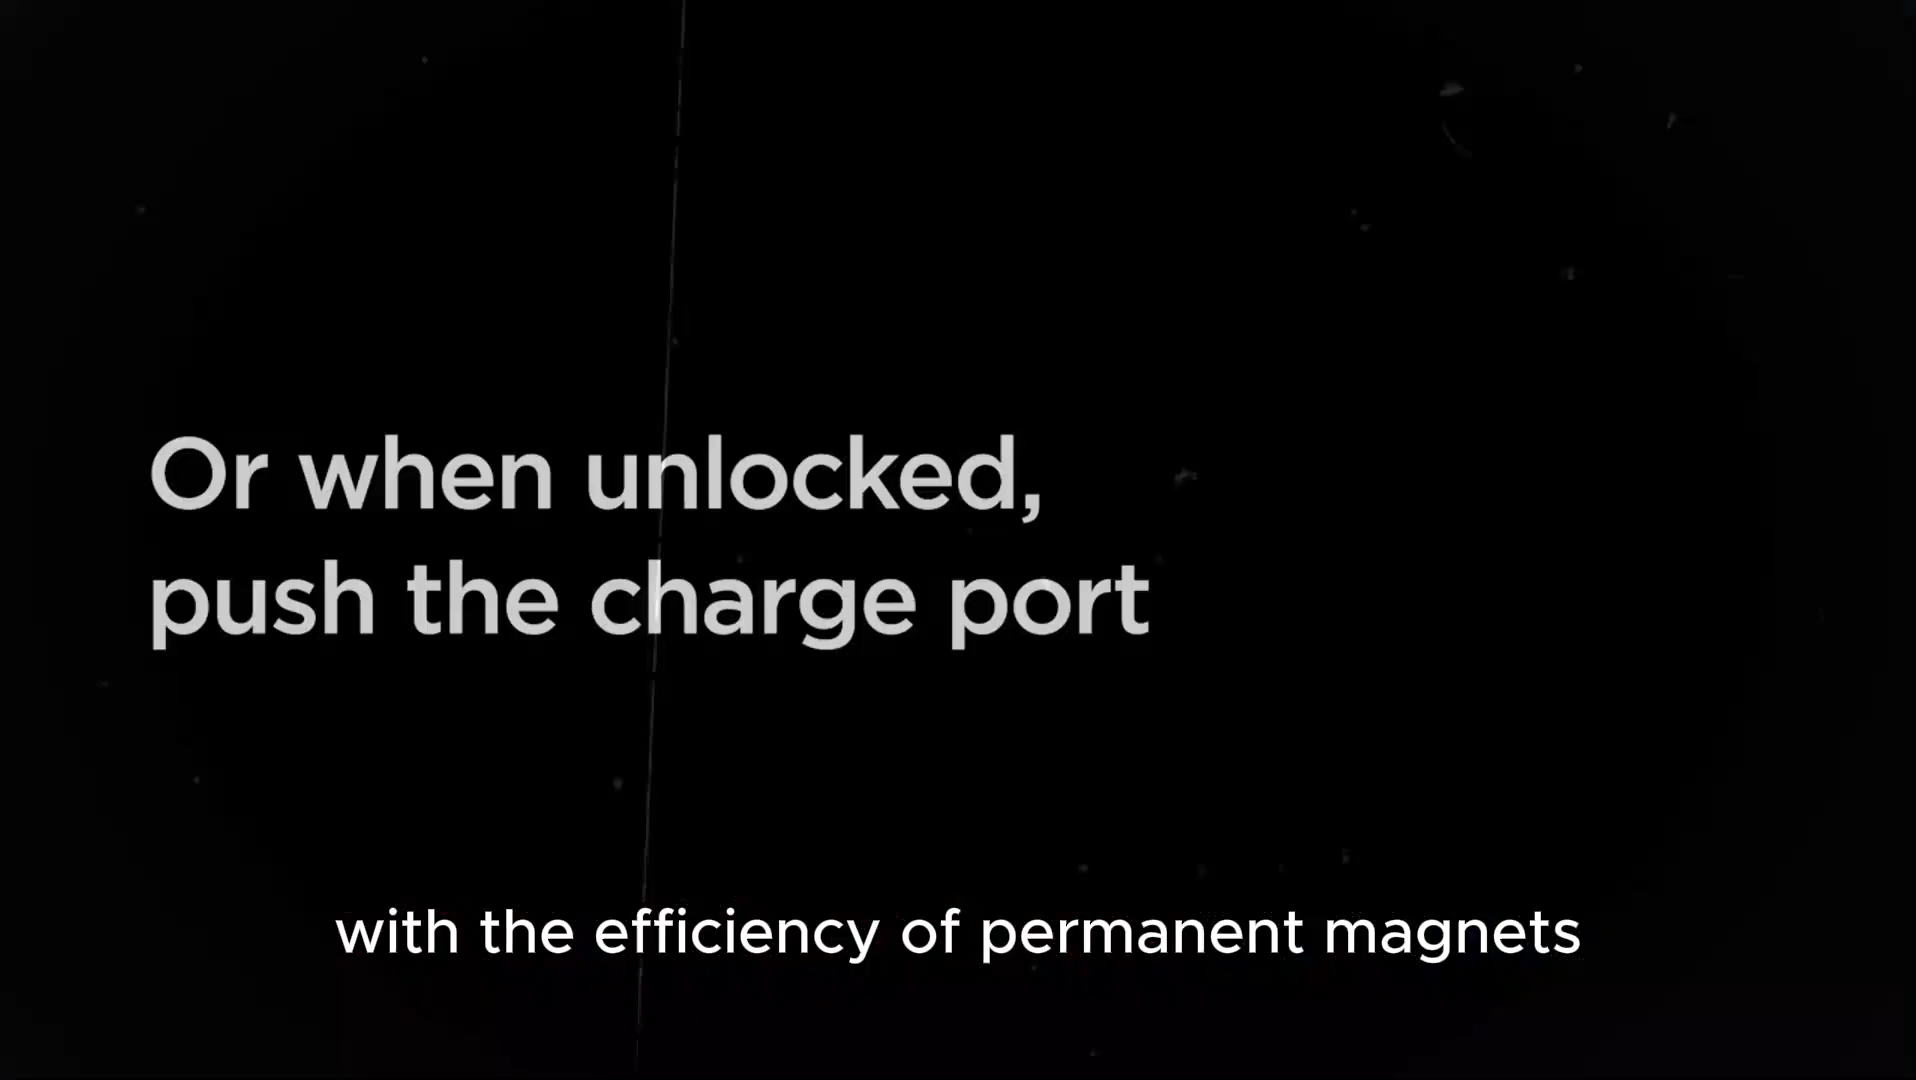 Or when unlocked,
push the charge port
with the efficiency of permanent magnets